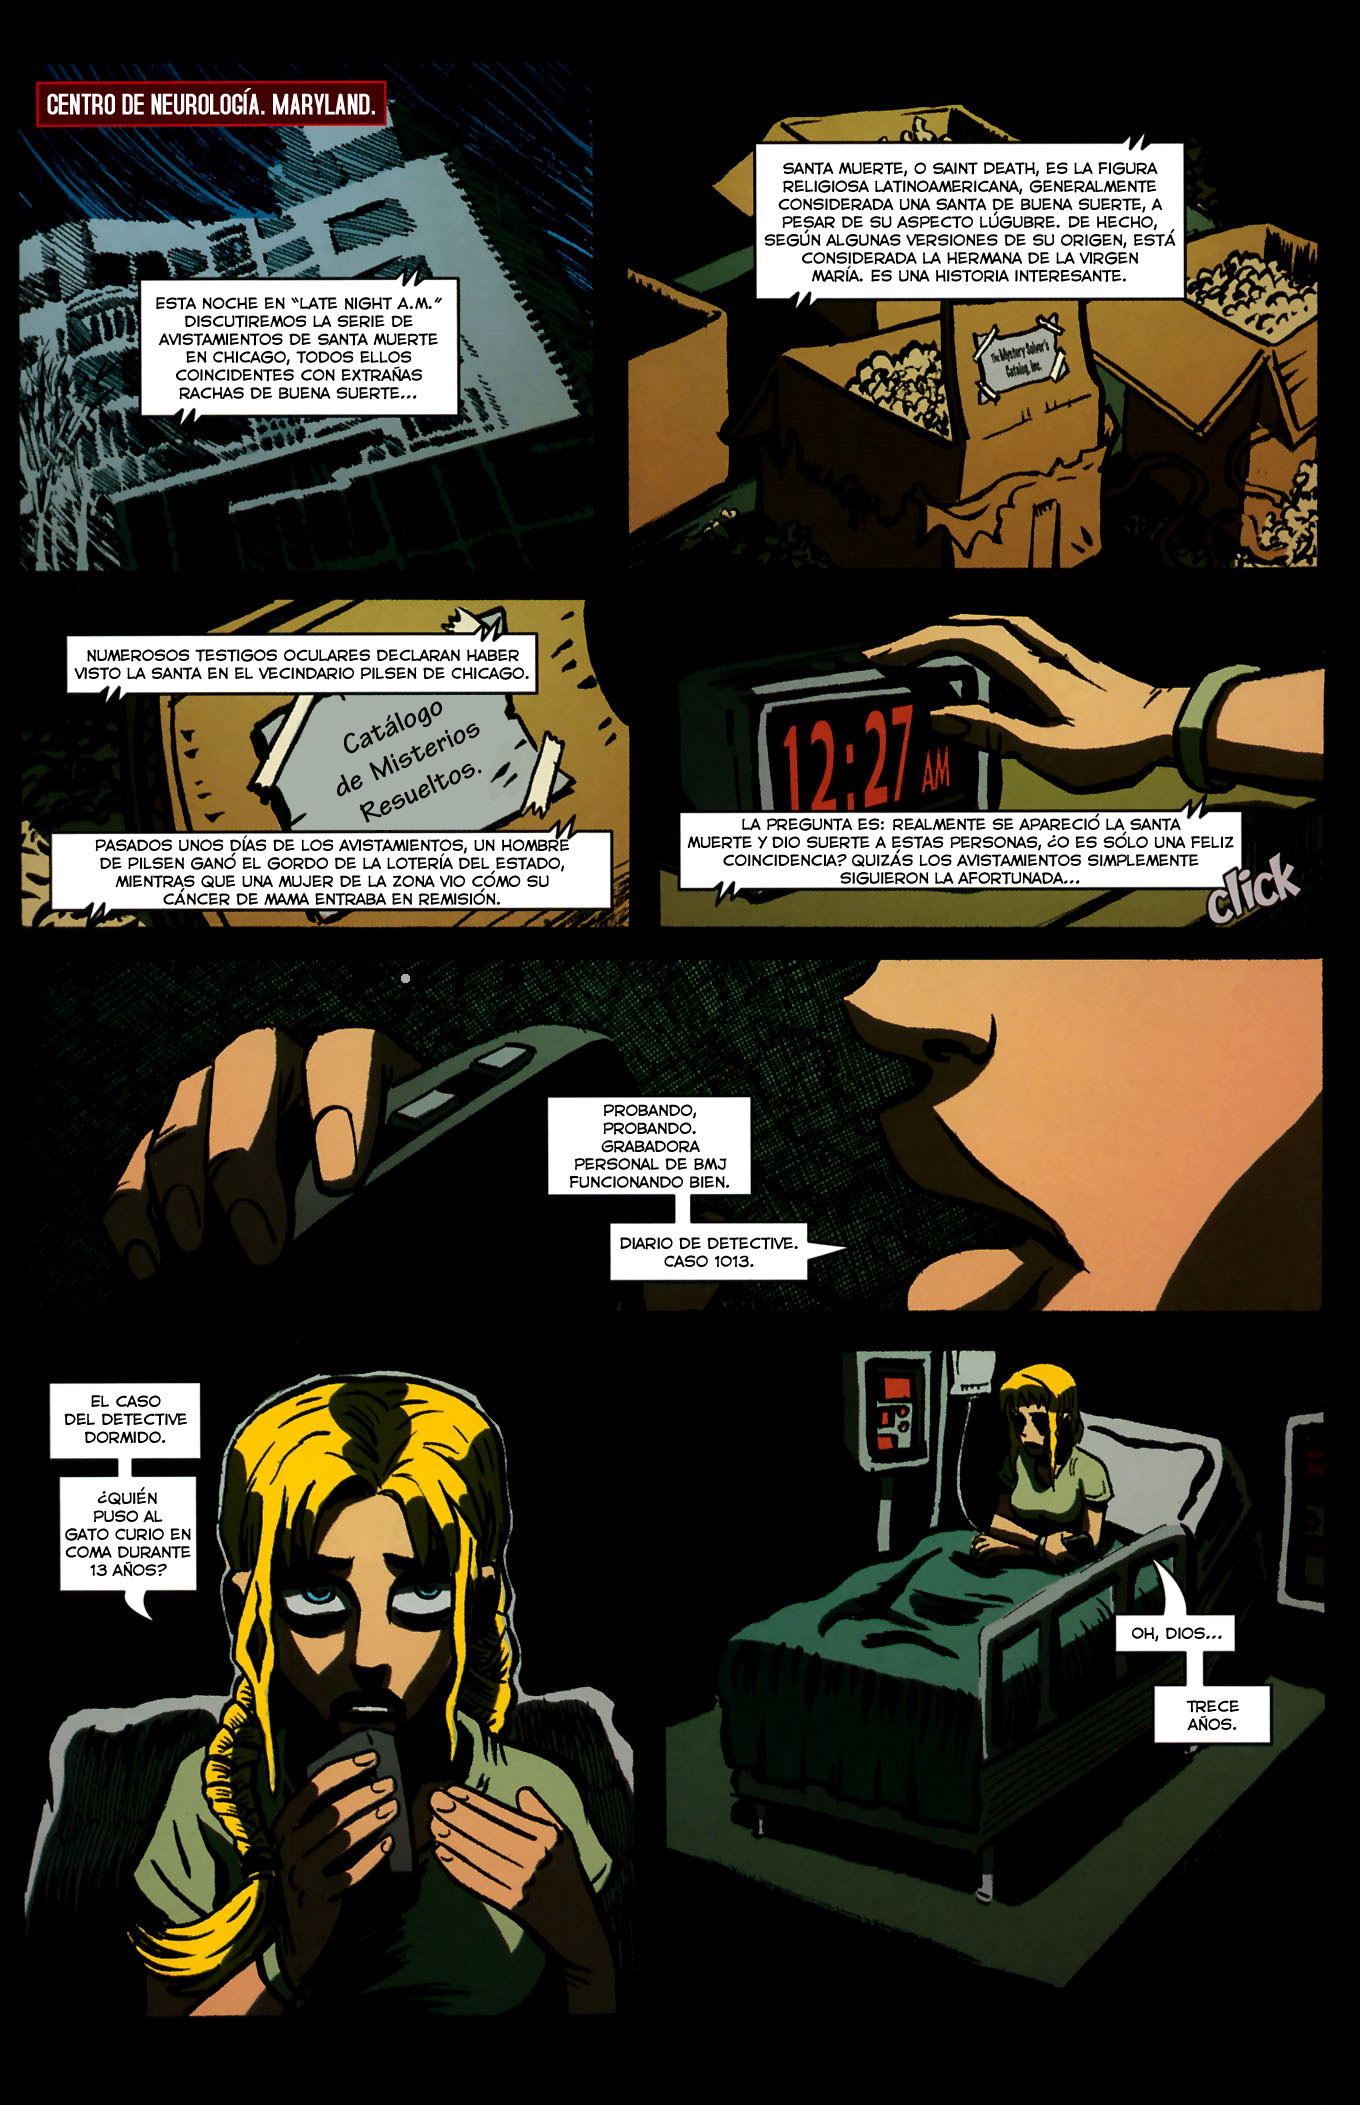 CENTRO DE NEUROLOGÍA. MARYLAND.
ESTA NOCHE EN "LATE NIGHT A.M."
DISCUTIREMOS LA SERIE DE
AVISTAMIENTOS DE SANTA MUERTE
EN CHICAGO, TODOS ELLOS
COINCIDENTES CON EXTRAÑAS
RACHAS DE BUENA SUERTE...
SANTA MUERTE, O SAINT DEATH, ES LA FIGURA
RELIGIOSA LATINOAMERICANA, GENERALMENTE
CONSIDERADA UNA SANTA DE BUENA SUERTE, A
PESAR DE SU ASPECTO LÚGUBRE. DE HECHO,
SEGÚN ALGUNAS VERSIONES DE SU ORIGEN, ESTÁ
CONSIDERADA LA HERMANA DE LA VIRGEN
MARÍA. ES UNA HISTORIA INTERESANTE.
The Mystery Solver's
Catalog, Inc.
NUMEROSOS TESTIGOS OCULARES DECLARAN HABER
VISTO LA SANTA EN EL VECINDARIO PILSEN DE CHICAGO.
Catálogo
de Misterios
Resueltos.
PASADOS UNOS DÍAS DE LOS AVISTAMIENTOS, UN HOMBRE
DE PILSEN GANÓ EL GORDO DE LA LOTERÍA DEL ESTADO,
MIENTRAS QUE UNA MUJER DE LA ZONA VIO CÓMO SU
CÁNCER DE MAMA ENTRABA EN REMISIÓN.
12:27 AM
LA PREGUNTA ES: REALMENTE SE APARECIÓ LA SANTA
MUERTE Y DIO SUERTE A ESTAS PERSONAS, ¿O ES SÓLO UNA FELIZ
COINCIDENCIA? QUIZÁS LOS AVISTAMIENTOS SIMPLEMENTE
SIGUIERON LA AFORTUNADA...
click
PROBANDO,
PROBANDO.
GRABADORA
PERSONAL DE BMJ
FUNCIONANDO BIEN.
DIARIO DE DETECTIVE.
CASO 1013.
EL CASO
DEL DETECTIVE
DORMIDO.
¿QUIÉN
PUSO AL
GATO CURIO EN
COMA DURANTE
13 AÑOS?
OH, DIOS...
TRECE
AÑOS.